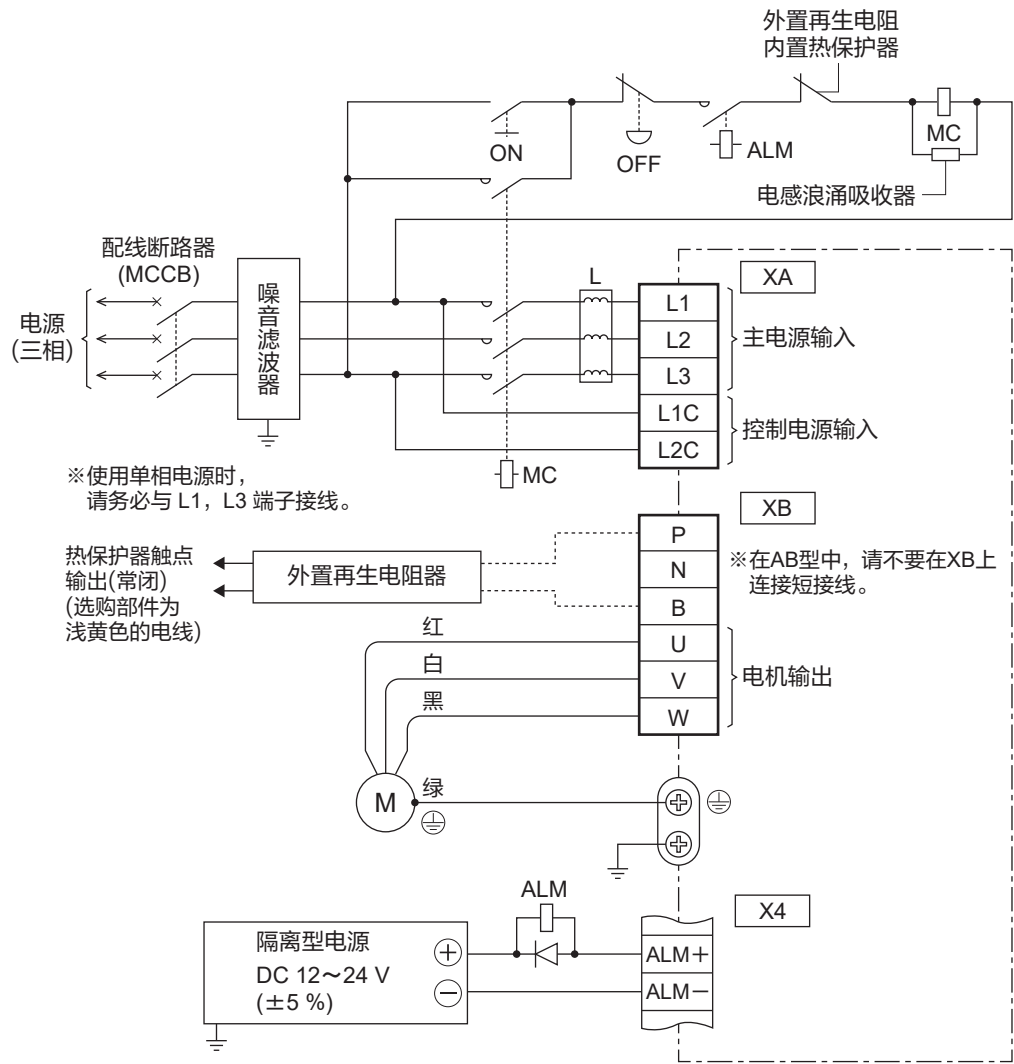 外置再生电阻
内置热保护器
ON
OFF
ALM
MC
电感浪涌吸收器
配线断路器
(MCCB)
噪音滤波器
L
XA
电源
(三相)
L1
L2
L3
L1C
L2C
主电源输入
控制电源输入
MC
※使用单相电源时，
请务必与 L1，L3 端子接线。
XB
热保护器触点
输出(常闭)
(选购部件为
浅黄色的电线)
外置再生电阻器
P
N
B
U
V
W
※在AB型中，请不要在XB上
连接短接线。
红
白
黑
电机输出
M
绿
ALM
X4
隔离型电源
DC 12～24 V
(±5 %)
＋
－
ALM＋
ALM－